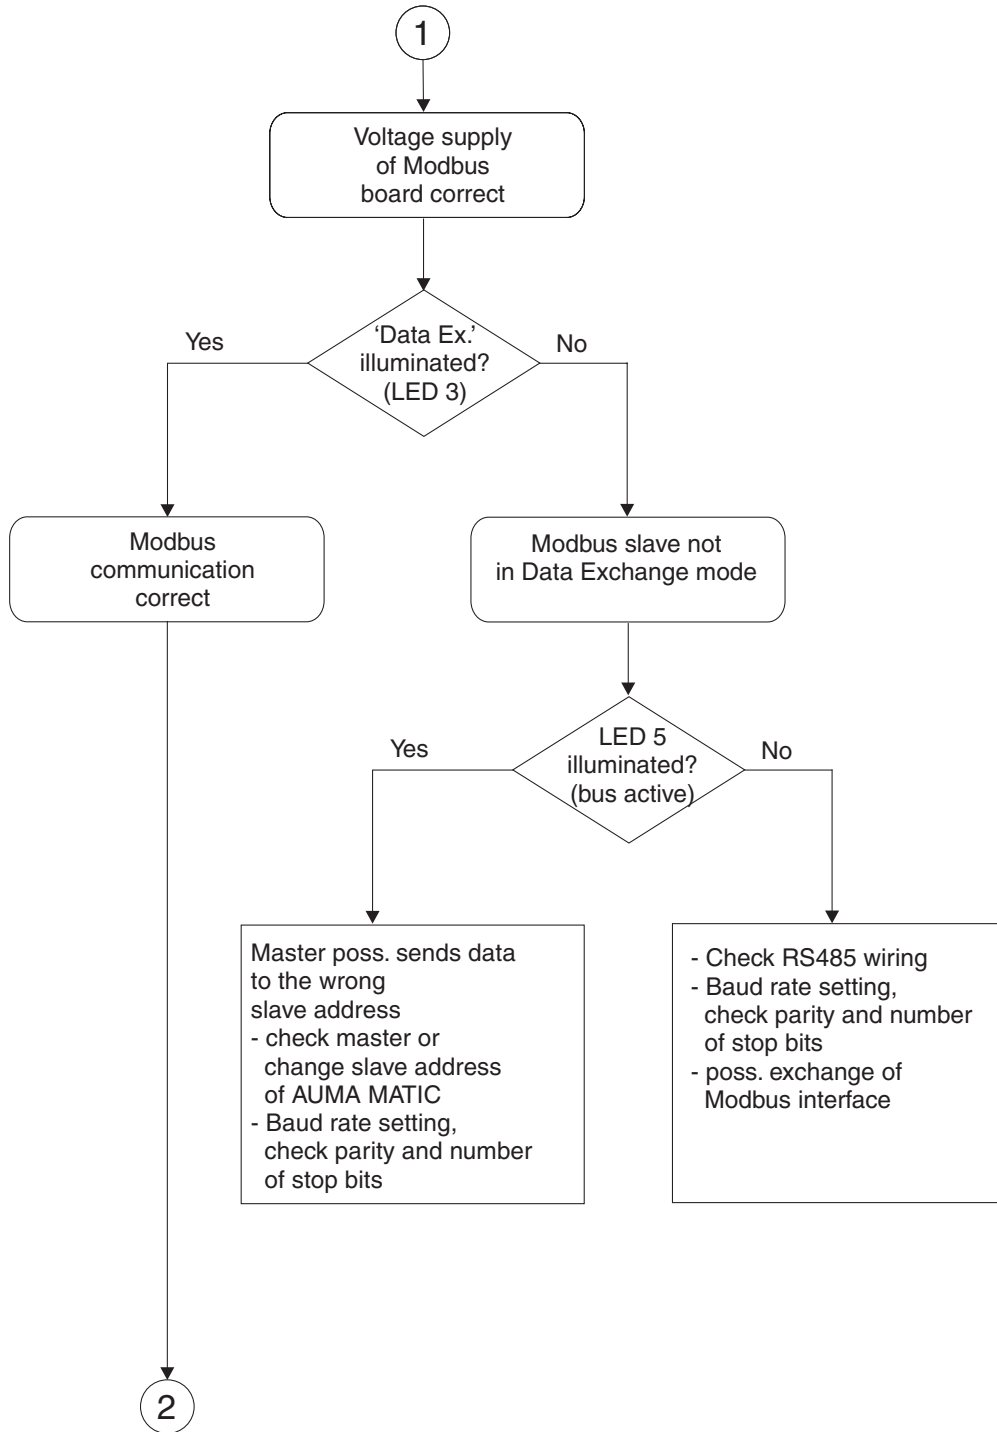 1
Voltage supply
of Modbus
board correct
‘Data Ex.’
illuminated?
(LED 3)
Yes
No
Modbus
communication
correct
Modbus slave not
in Data Exchange mode
LED 5
illuminated?
(bus active)
Yes
No
Master poss. sends data
to the wrong
slave address
- check master or
change slave address
of AUMA MATIC
- Baud rate setting,
check parity and number
of stop bits
- Check RS485 wiring
- Baud rate setting,
check parity and number
of stop bits
- poss. exchange of
Modbus interface
2